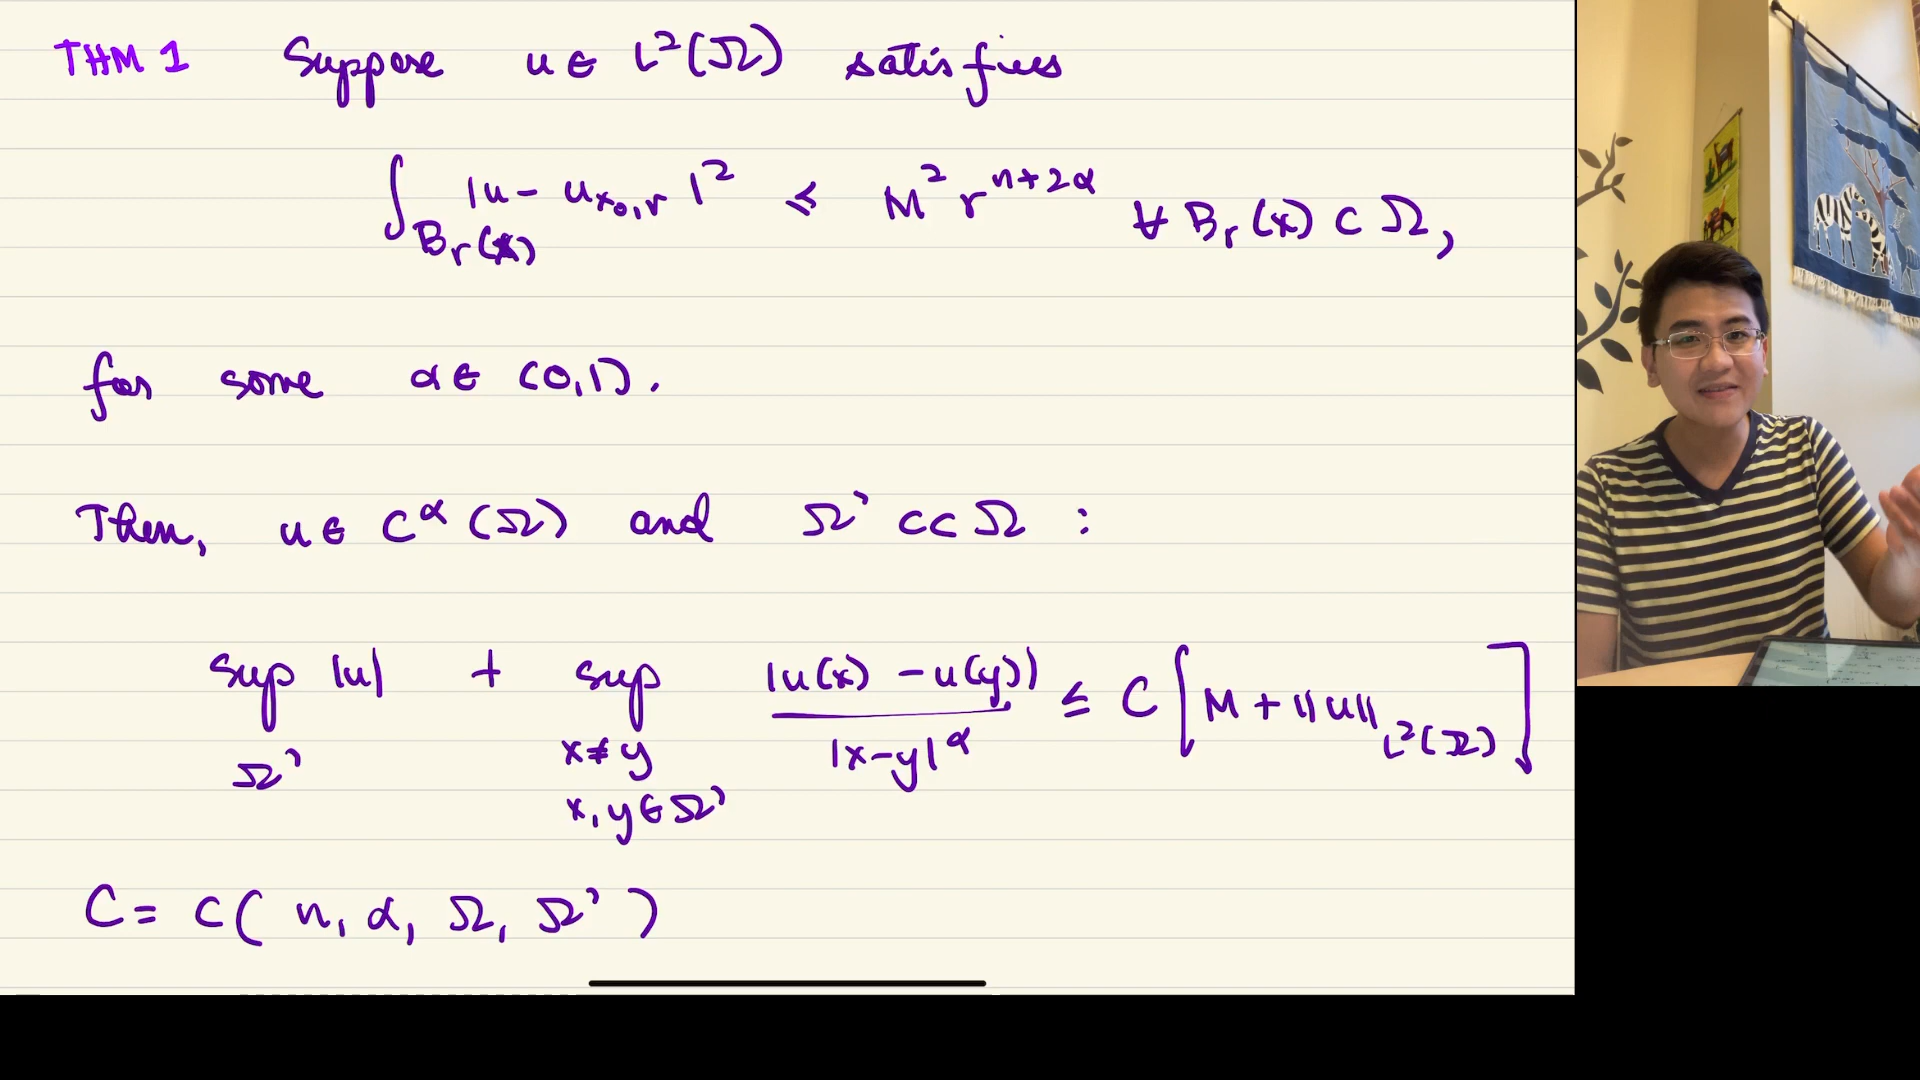 THM 1 Suppose u ∈ L²(Ω) satisfies
∫_{B_r(x)} |u - u_{x₀,r}|² ≤ M² r^{n+2α} ∀ B_r(x) ⊂ Ω,
for some α ∈ (0,1).
Then, u ∈ C^α(Ω) and Ω' ⊂⊂ Ω :
sup_{Ω'} |u| + sup_{x≠y x,y∈Ω'} |u(x) - u(y)| / |x-y|^α ≤ C [M + ||u||_{L²(Ω)}]
C = C(n, α, Ω, Ω')